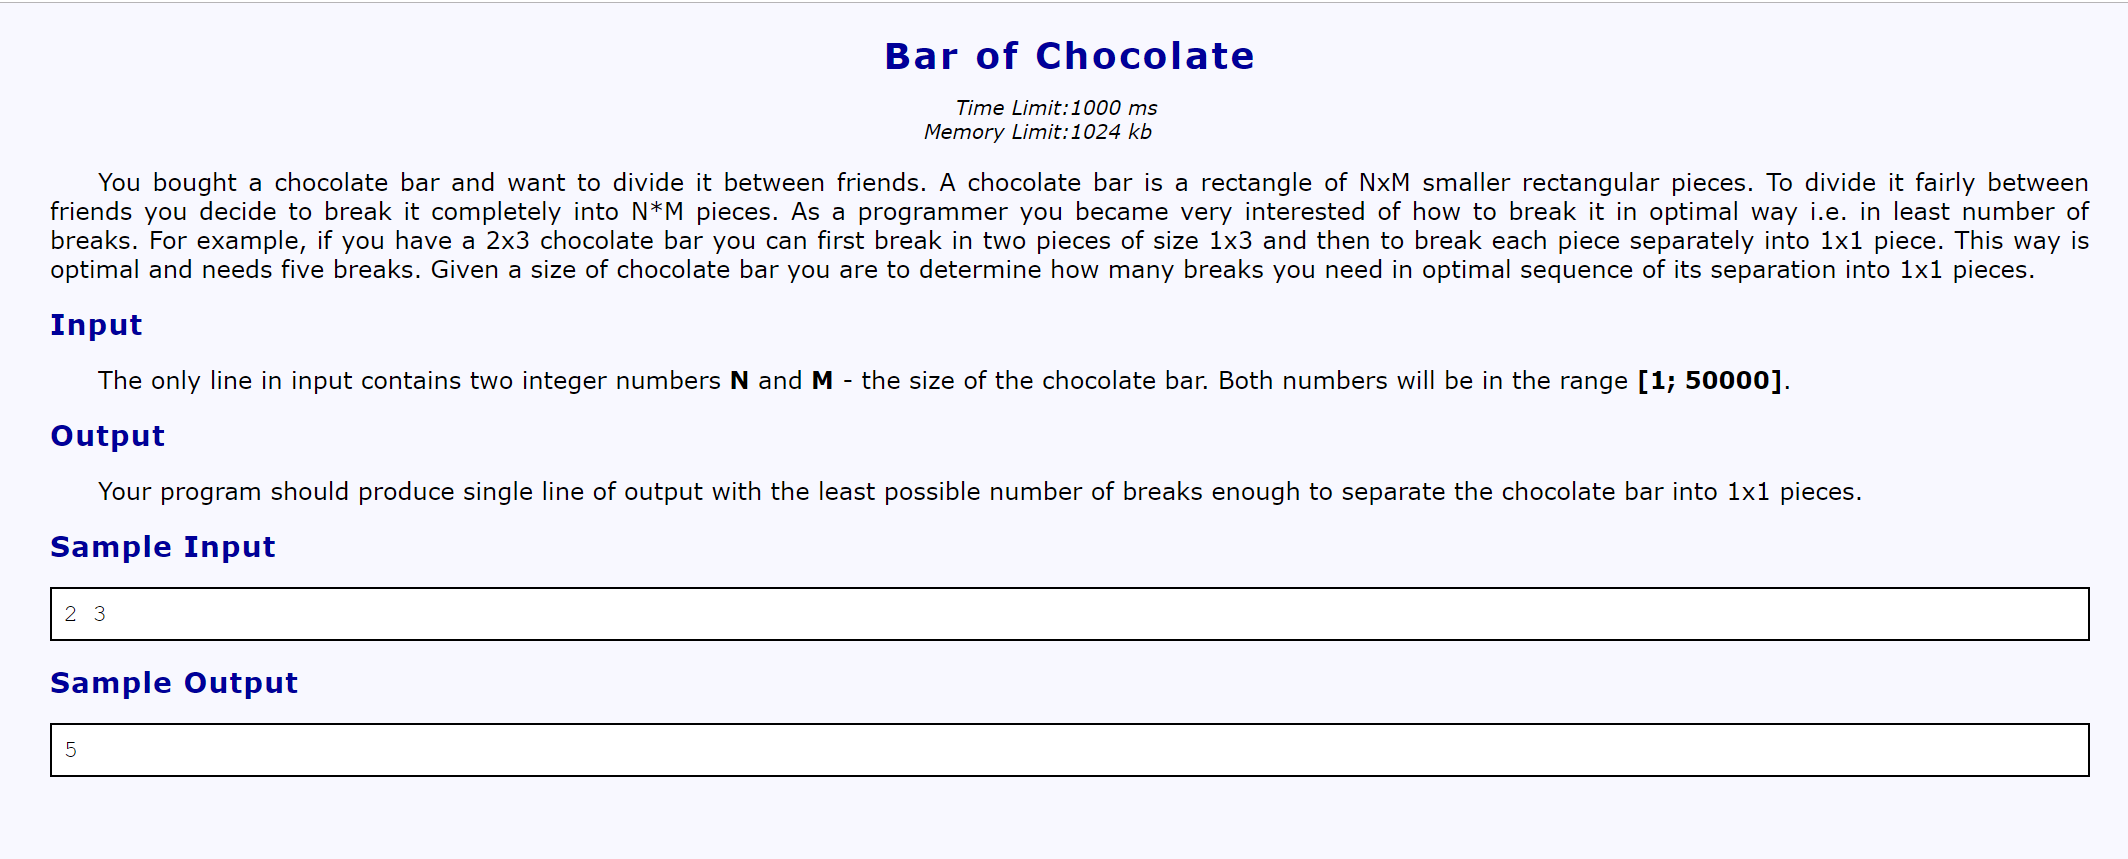 Bar of Chocolate
Time Limit:1000 ms
Memory Limit:1024 kb
You bought a chocolate bar and want to divide it between friends. A chocolate bar is a rectangle of NxM smaller rectangular pieces. To divide it fairly between
friends you decide to break it completely into N*M pieces. As a programmer you became very interested of how to break it in optimal way i.e. in least number of
breaks. For example, if you have a 2x3 chocolate bar you can first break in two pieces of size 1x3 and then to break each piece separately into 1x1 piece. This way is
optimal and needs five breaks. Given a size of chocolate bar you are to determine how many breaks you need in optimal sequence of its separation into 1x1 pieces.
Input
The only line in input contains two integer numbers N and M - the size of the chocolate bar. Both numbers will be in the range [1; 50000].
Output
Your program should produce single line of output with the least possible number of breaks enough to separate the chocolate bar into 1x1 pieces.
Sample Input
2 3
Sample Output
5